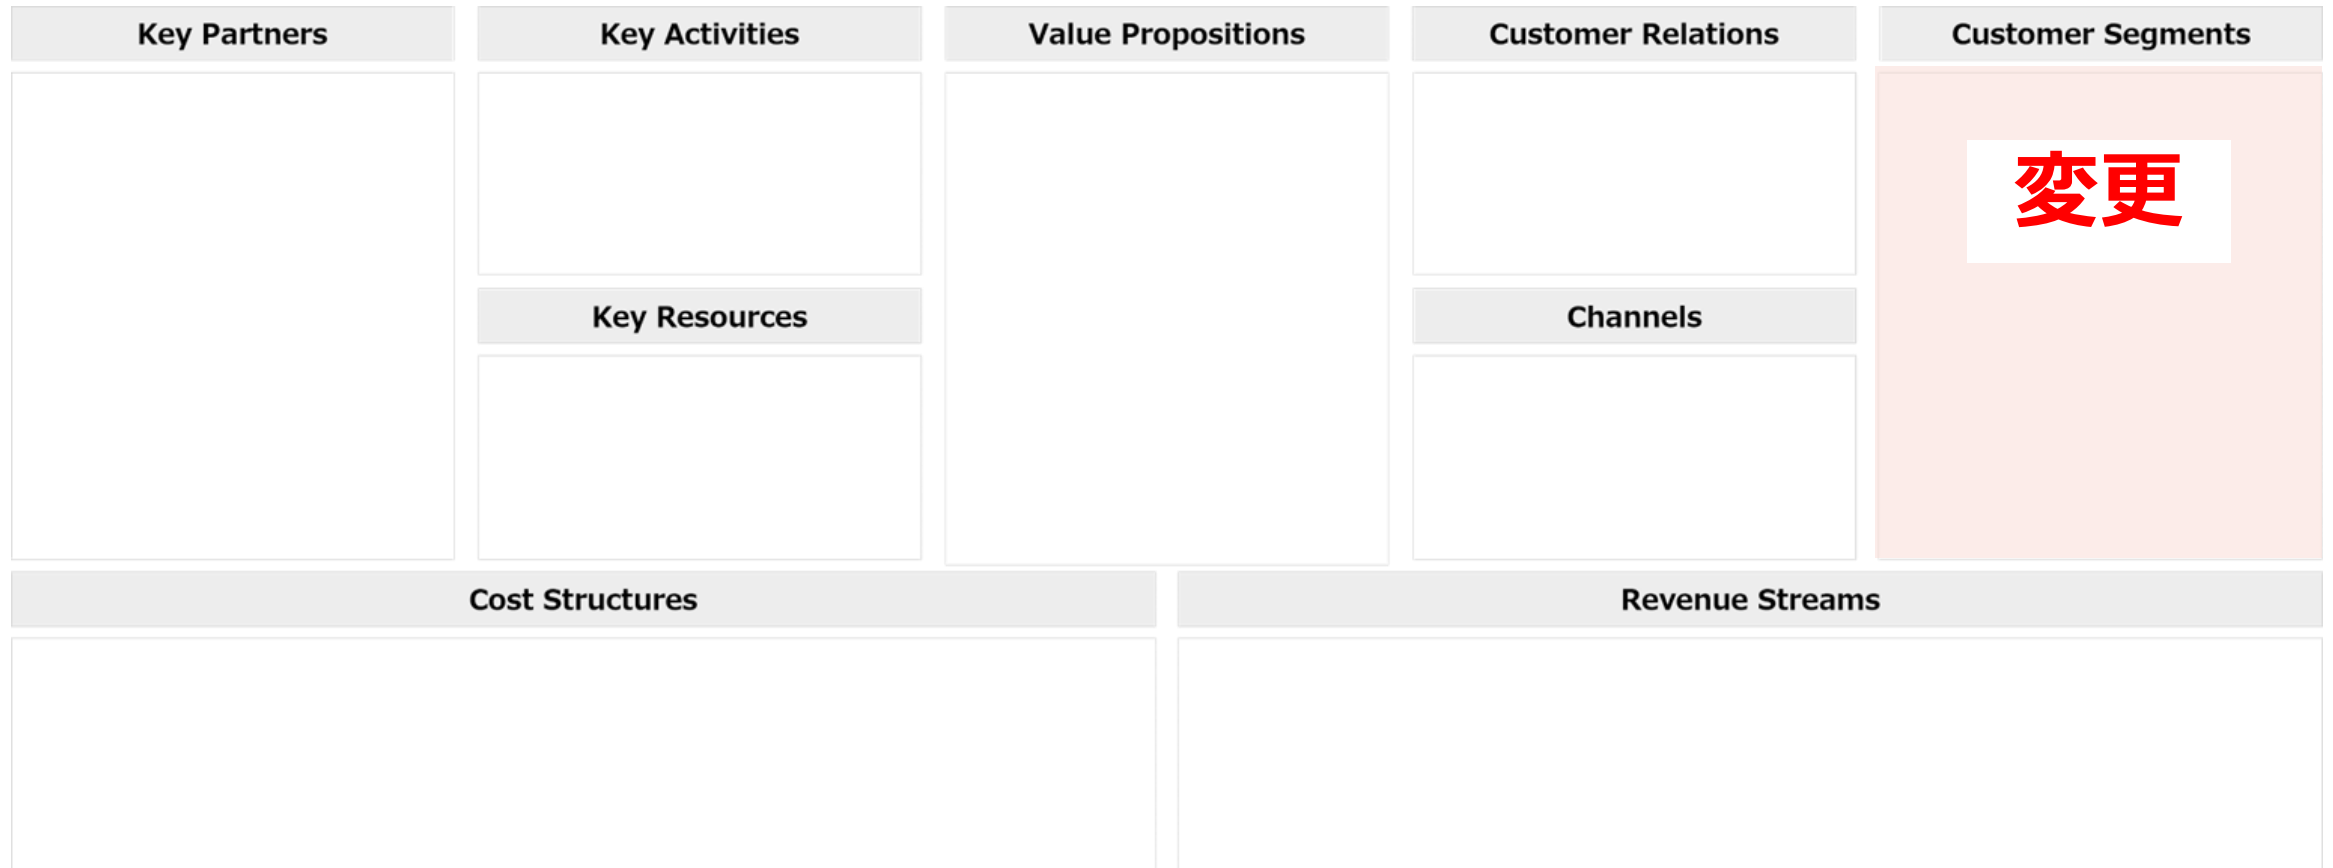 Key Partners
Key Activities
Value Propositions
Customer Relations
Customer Segments
変更
Key Resources
Channels
Cost Structures
Revenue Streams